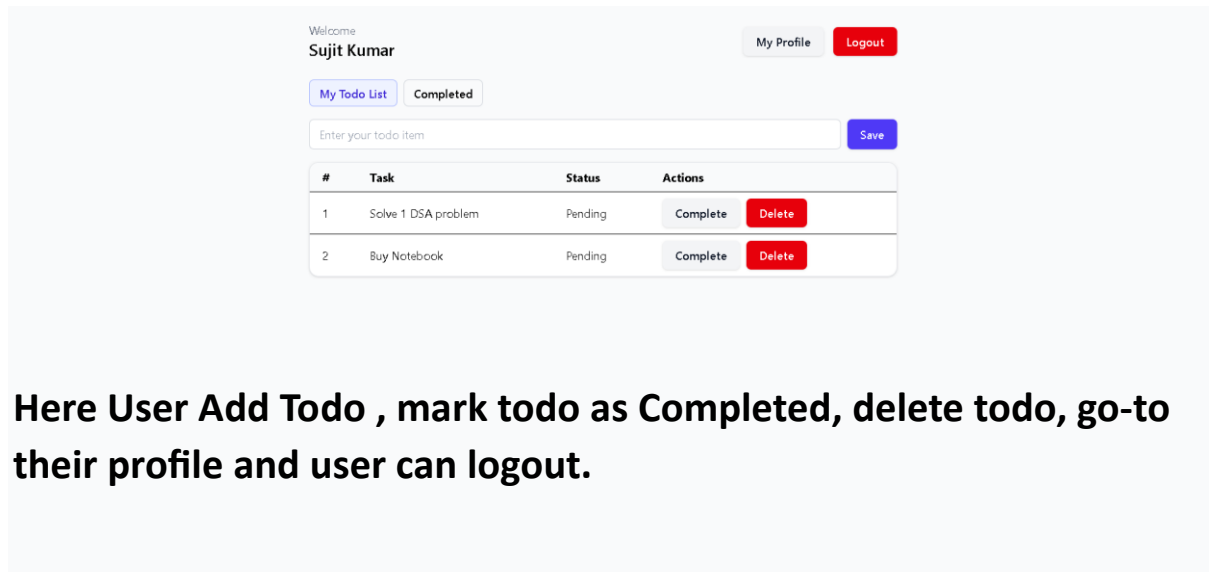 Welcome
Sujit Kumar
My Profile
Logout
My Todo List
Completed
Enter your todo item
Save
# Task Status Actions
1 Solve 1 DSA problem Pending Complete Delete
2 Buy Notebook Pending Complete Delete
Here User Add Todo , mark todo as Completed, delete todo, go-to
their profile and user can logout.